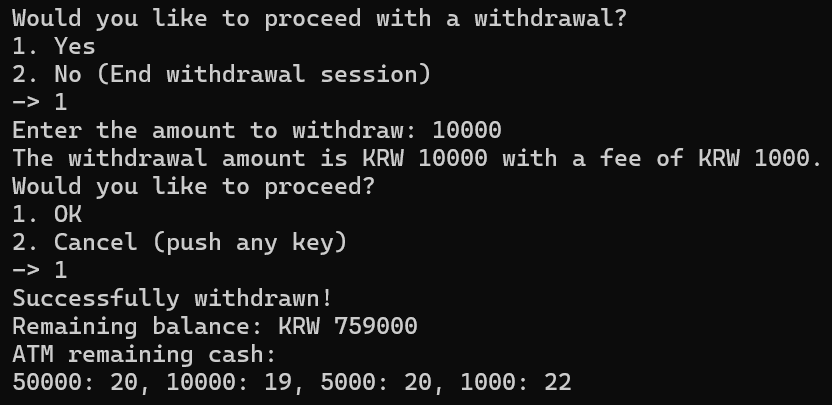 Would you like to proceed with a withdrawal?
1. Yes
2. No (End withdrawal session)
-> 1
Enter the amount to withdraw: 10000
The withdrawal amount is KRW 10000 with a fee of KRW 1000.
Would you like to proceed?
1. OK
2. Cancel (push any key)
-> 1
Successfully withdrawn!
Remaining balance: KRW 759000
ATM remaining cash:
50000: 20, 10000: 19, 5000: 20, 1000: 22